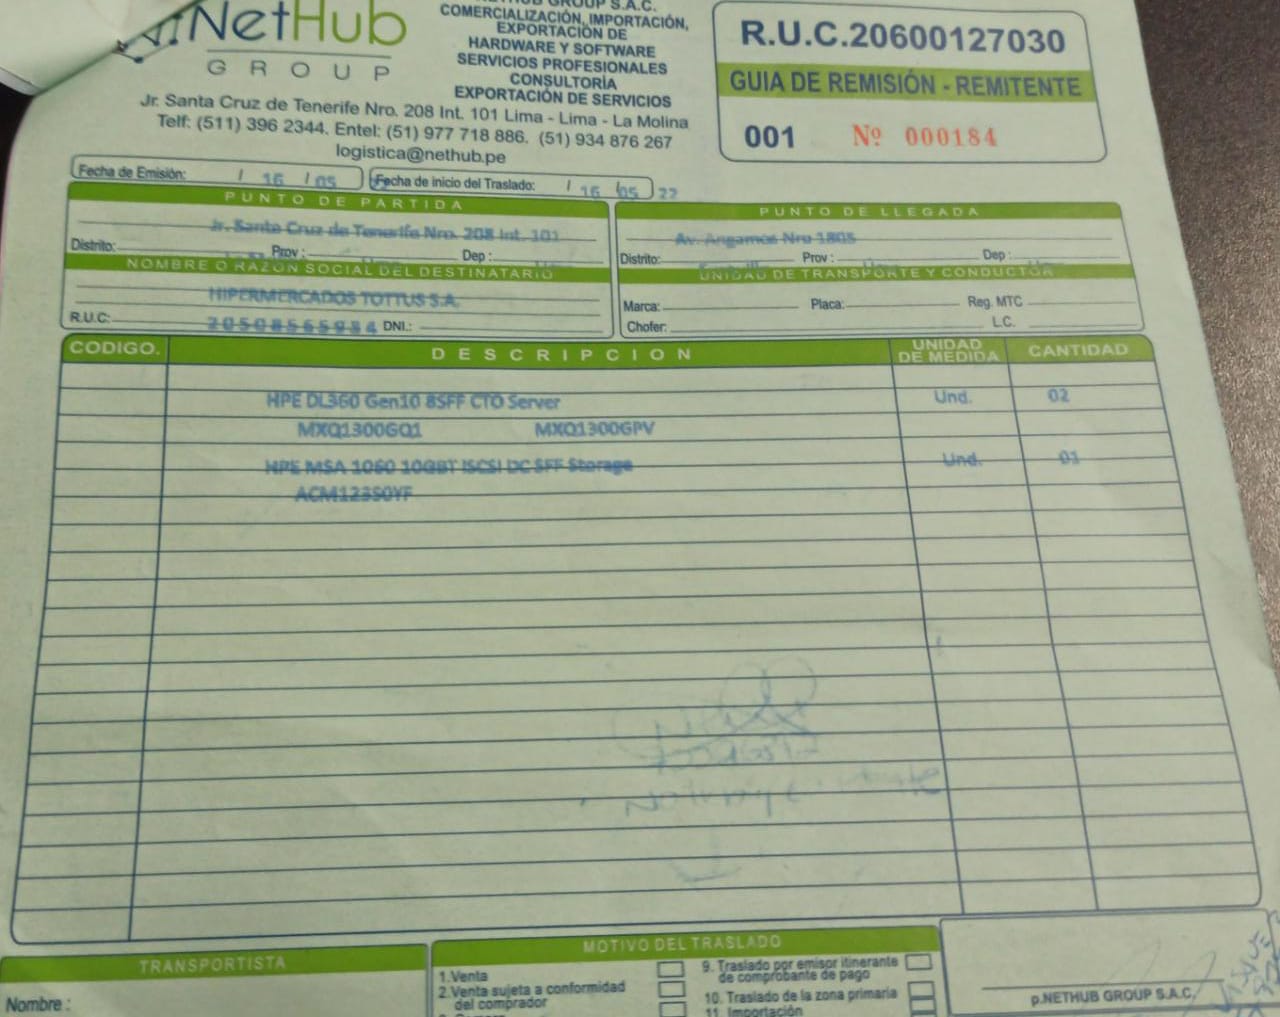 NetHub
GROUP
GROUP S.A.C.
COMERCIALIZACIÓN, IMPORTACIÓN,
EXPORTACIÓN DE
HARDWARE Y SOFTWARE
SERVICIOS PROFESIONALES
CONSULTORÍA
EXPORTACIÓN DE SERVICIOS
Jr. Santa Cruz de Tenerife Nro. 208 Int. 101 Lima - Lima - La Molina
Telf: (511) 396 2344. Entel: (51) 977 718 886. (51) 934 876 267
logistica@nethub.pe
R.U.C.20600127030
GUIA DE REMISIÓN - REMITENTE
001 Nº 000184
Fecha de Emisión: / 16 / 05
Fecha de inicio del Traslado: / 16 / 05 22
PUNTO DE PARTIDA
Jr. Santa Cruz de Tenerife Nro. 208 Int. 101
Distrito: Prov : Dep :
PUNTO DE LLEGADA
Av. Angamos Nro 1805
Distrito: Prov : Dep :
NOMBRE O RAZÓN SOCIAL DEL DESTINATARIO
HIPERMERCADOS TOTTUS S.A.
R.U.C: 20508565934 DNI.:
UNIDAD DE TRANSPORTE Y CONDUCTOR
Marca: Placa: Reg. MTC
Chofer: L.C.
CODIGO. DESCRIPCION UNIDAD DE MEDIDA CANTIDAD
HPE DL360 Gen10 8SFF CTO Server Und. 02
MXQ1300GQ1 MXQ1300GPV
HPE MSA 1060 10GBT ISCSI DC SFF Storage Und. 01
ACM123S0YF
TRANSPORTISTA
Nombre :
MOTIVO DEL TRASLADO
1.Venta
2.Venta sujeta a conformidad
del comprador
9. Traslado por emisor itinerante
de comprobante de pago
10. Traslado de la zona primaria
11. Importación
p.NETHUB GROUP S.A.C.